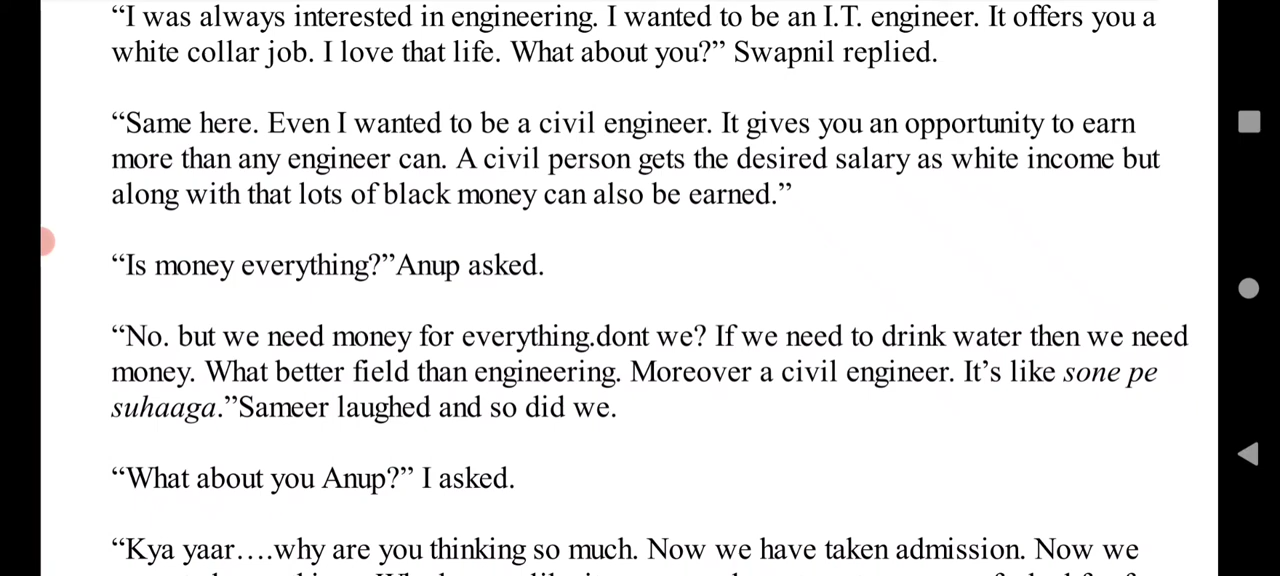 “I was always interested in engineering. I wanted to be an I.T. engineer. It offers you a
white collar job. I love that life. What about you?” Swapnil replied.
“Same here. Even I wanted to be a civil engineer. It gives you an opportunity to earn
more than any engineer can. A civil person gets the desired salary as white income but
along with that lots of black money can also be earned.”
“Is money everything?”Anup asked.
“No. but we need money for everything.dont we? If we need to drink water then we need
money. What better field than engineering. Moreover a civil engineer. It’s like sone pe
suhaaga.”Sameer laughed and so did we.
“What about you Anup?” I asked.
“Kya yaar….why are you thinking so much. Now we have taken admission. Now we